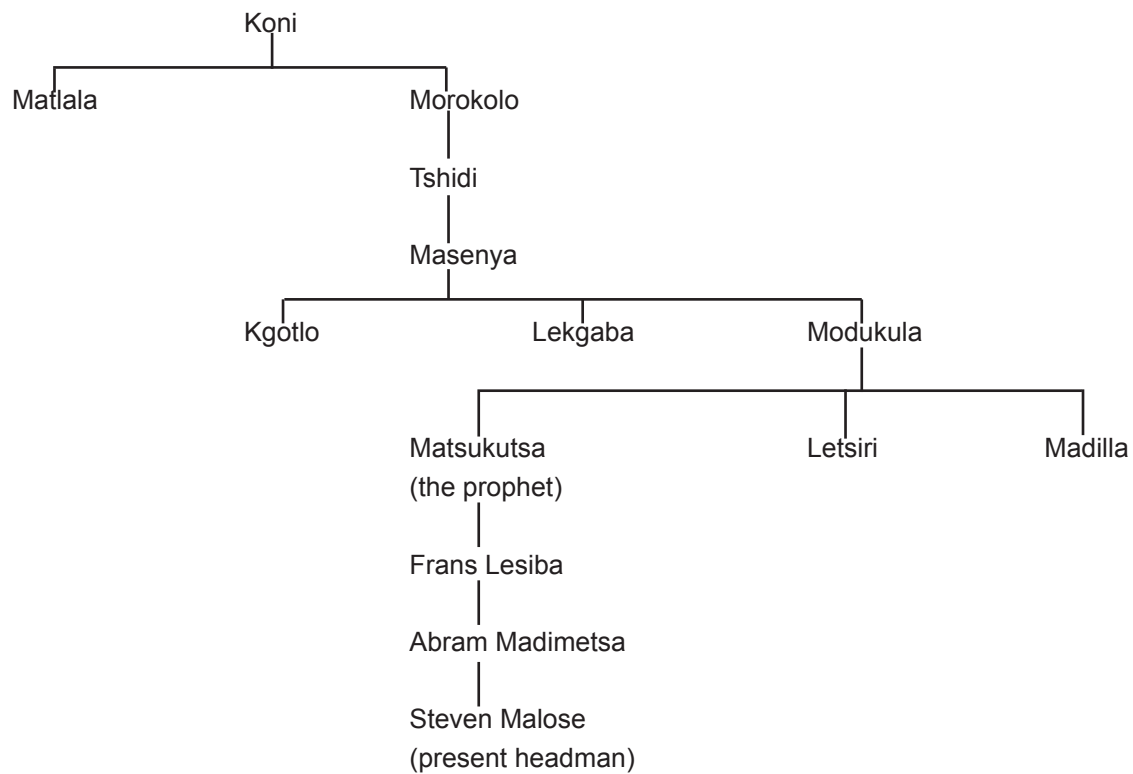 Koni
Matlala
Morokolo
Tshidi
Masenya
Kgotlo
Lekgaba
Modukula
Matsukutsa
(the prophet)
Letsiri
Madilla
Frans Lesiba
Abram Madimetsa
Steven Malose
(present headman)